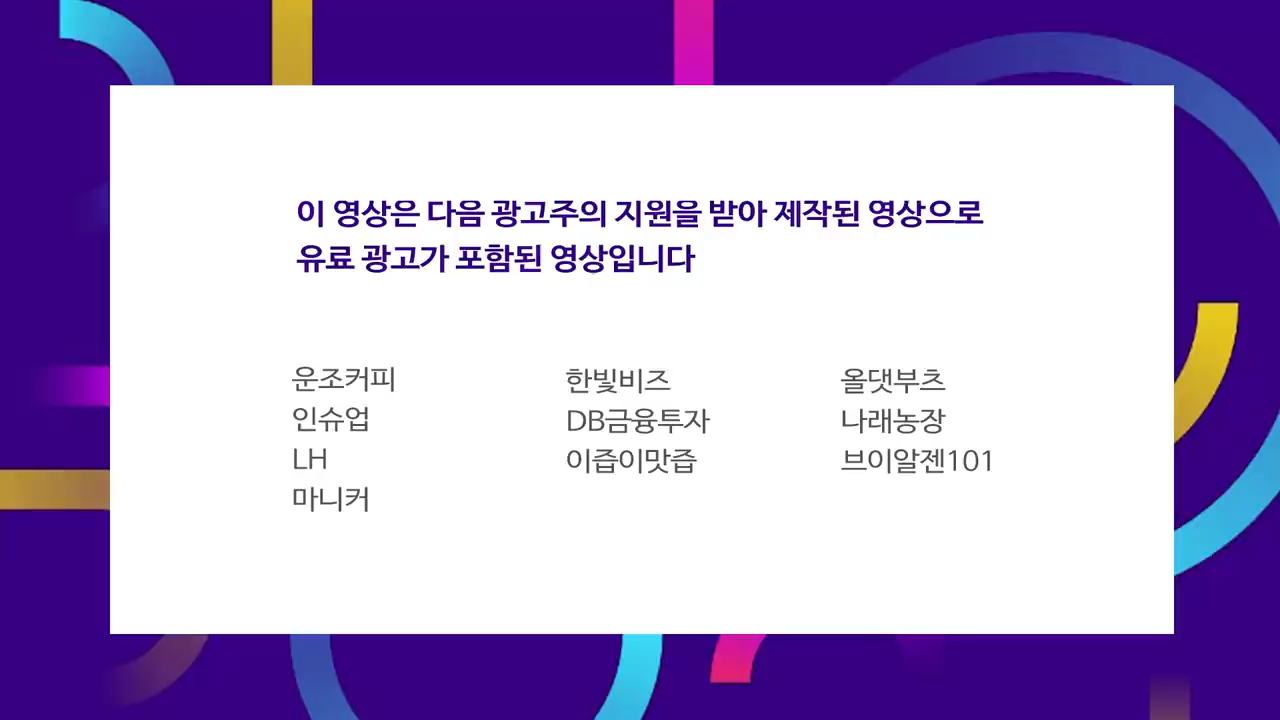 이 영상은 다음 광고주의 지원을 받아 제작된 영상으로
유료 광고가 포함된 영상입니다
운조커피
인슈업
LH
마니커
한빛비즈
DB금융투자
이즙이맛즙
올댓부츠
나래농장
브이알젠101